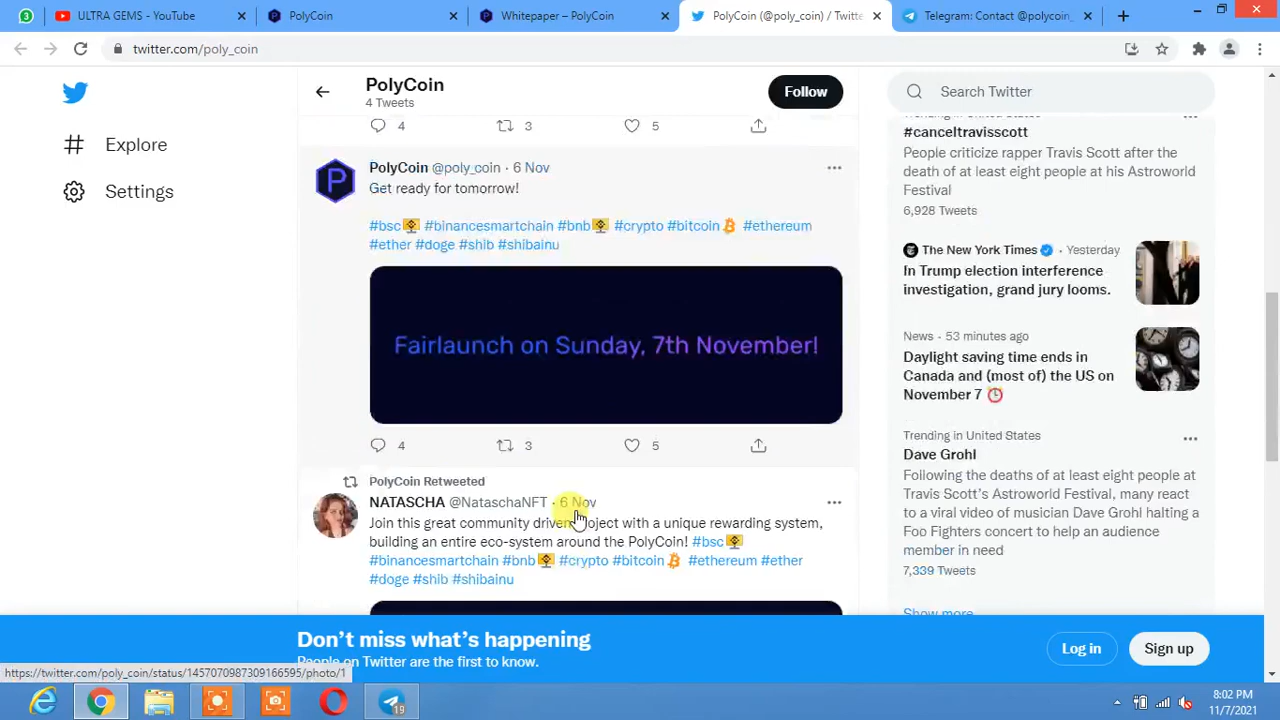 ULTRA GEMS - YouTube
PolyCoin
Whitepaper – PolyCoin
PolyCoin (@poly_coin) / Twitte
Telegram: Contact @polycoin_
twitter.com/poly_coin
PolyCoin
4 Tweets
Follow
Search Twitter
Explore
Settings
4 3 5
PolyCoin @poly_coin · 6 Nov
Get ready for tomorrow!
#bsc #binancesmartchain #bnb #crypto #bitcoin #ethereum
#ether #doge #shib #shibainu
Fairlaunch on Sunday, 7th November!
4 3 5
PolyCoin Retweeted
NATASCHA @NataschaNFT · 6 Nov
Join this great community driven project with a unique rewarding system,
building an entire eco-system around the PolyCoin! #bsc
#binancesmartchain #bnb #crypto #bitcoin #ethereum #ether
#doge #shib #shibainu
Trending in United States
#canceltravisscott
People criticize rapper Travis Scott after the
death of at least eight people at his Astroworld
Festival
6,928 Tweets
The New York Times · Yesterday
In Trump election interference
investigation, grand jury looms.
News · 53 minutes ago
Daylight saving time ends in
Canada and (most of) the US on
November 7
Trending in United States
Dave Grohl
Following the deaths of at least eight people at
Travis Scott's Astroworld Festival, many react
to a viral video of musician Dave Grohl halting a
Foo Fighters concert to help an audience
member in need
7,339 Tweets
Show more
Don't miss what's happening
People on Twitter are the first to know.
Log in
Sign up
https://twitter.com/poly_coin/status/1457070987309166595/photo/1
19
8:02 PM
11/7/2021